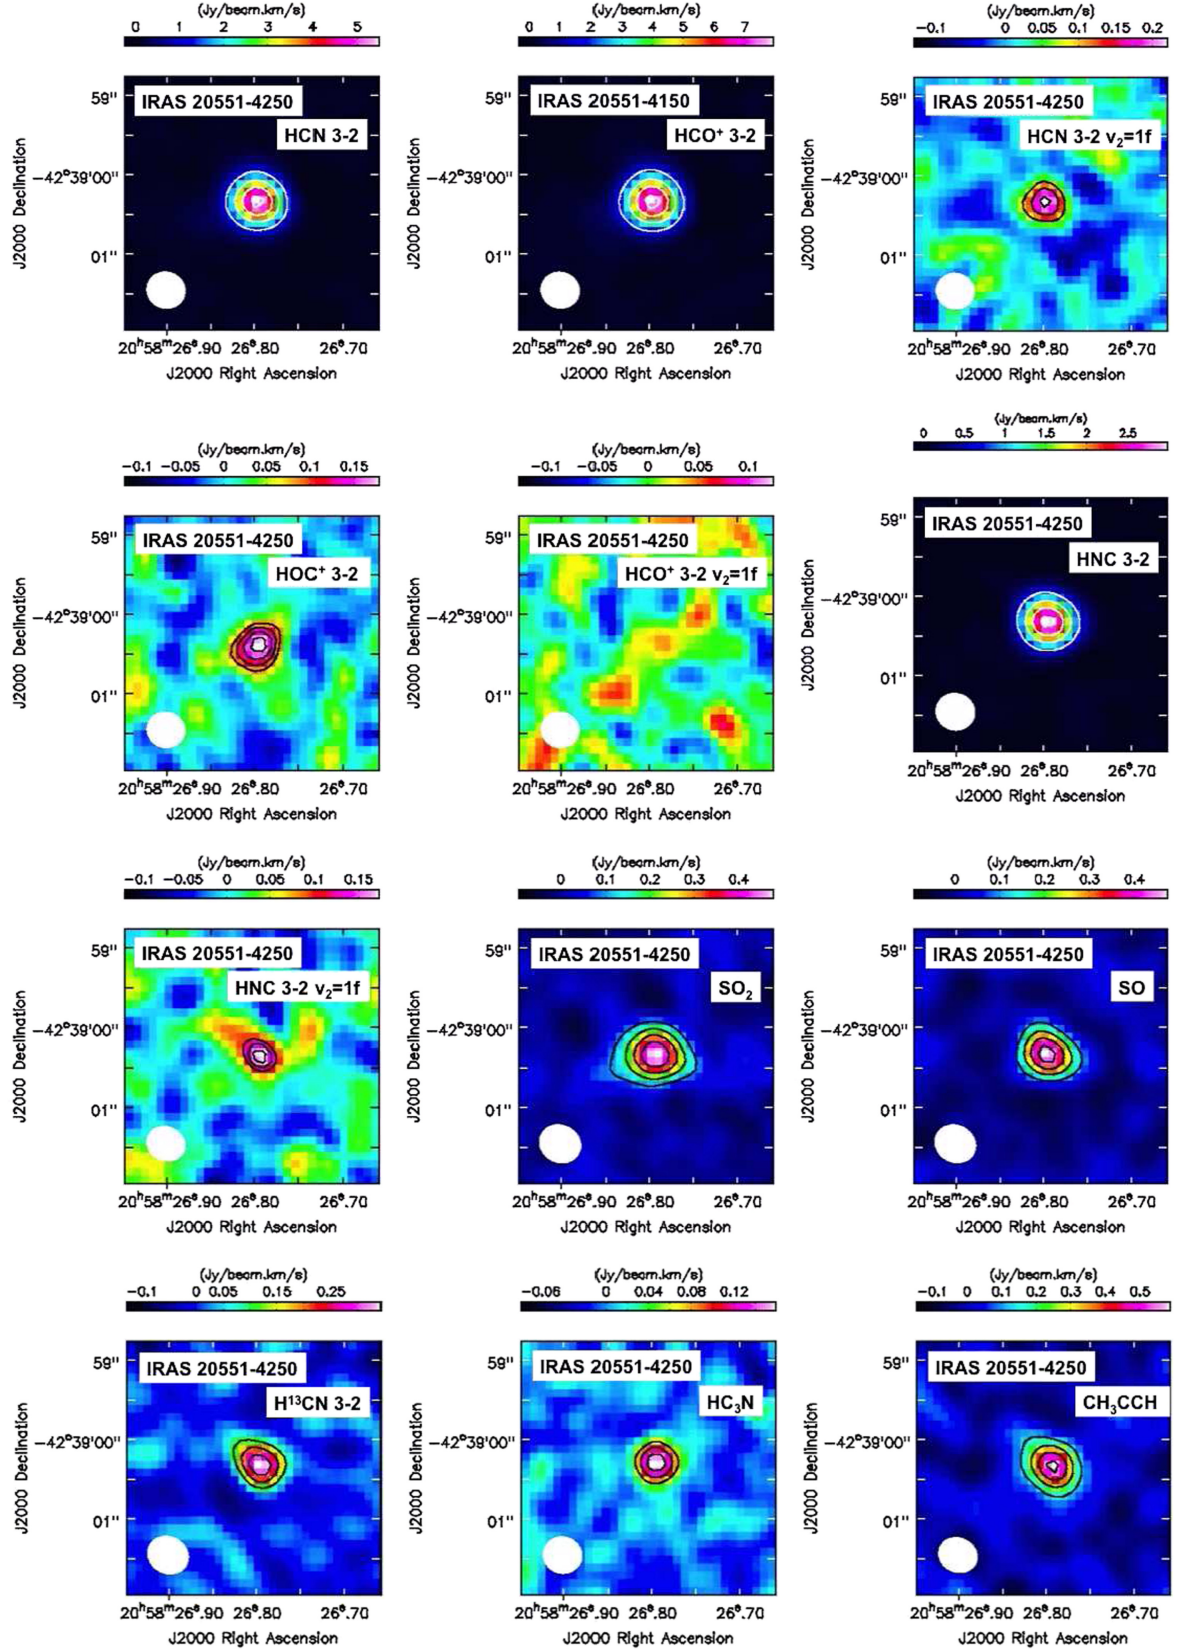 (Jy/beam.km/s)
0 1 2 3 4 5
IRAS 20551-4250
HCN 3-2
59"
−42°39'00"
01"
J2000 Declination
20ʰ58ᵐ26ˢ.90 26ˢ.80 26ˢ.70
J2000 Right Ascension
(Jy/beam.km/s)
0 1 2 3 4 5 6 7
IRAS 20551-4150
HCO⁺ 3-2
59"
−42°39'00"
01"
J2000 Declination
20ʰ58ᵐ26ˢ.90 26ˢ.80 26ˢ.70
J2000 Right Ascension
(Jy/beam.km/s)
−0.1 0 0.05 0.1 0.15 0.2
IRAS 20551-4250
HCN 3-2 v₂=1f
59"
−42°39'00"
01"
J2000 Declination
20ʰ58ᵐ26ˢ.90 26ˢ.80 26ˢ.70
J2000 Right Ascension
(Jy/beam.km/s)
−0.1 −0.05 0 0.05 0.1 0.15
IRAS 20551-4250
HOC⁺ 3-2
59"
−42°39'00"
01"
J2000 Declination
20ʰ58ᵐ26ˢ.90 26ˢ.80 26ˢ.70
J2000 Right Ascension
(Jy/beam.km/s)
−0.1 −0.05 0 0.05 0.1
IRAS 20551-4250
HCO⁺ 3-2 v₂=1f
59"
−42°39'00"
01"
J2000 Declination
20ʰ58ᵐ26ˢ.90 26ˢ.80 26ˢ.70
J2000 Right Ascension
(Jy/beam.km/s)
0 0.5 1 1.5 2 2.5
IRAS 20551-4250
HNC 3-2
59"
−42°39'00"
01"
J2000 Declination
20ʰ58ᵐ26ˢ.90 26ˢ.80 26ˢ.70
J2000 Right Ascension
(Jy/beam.km/s)
−0.1 −0.05 0 0.05 0.1 0.15
IRAS 20551-4250
HNC 3-2 v₂=1f
59"
−42°39'00"
01"
J2000 Declination
20ʰ58ᵐ26ˢ.90 26ˢ.80 26ˢ.70
J2000 Right Ascension
(Jy/beam.km/s)
0 0.1 0.2 0.3 0.4
IRAS 20551-4250
SO₂
59"
−42°39'00"
01"
J2000 Declination
20ʰ58ᵐ26ˢ.90 26ˢ.80 26ˢ.70
J2000 Right Ascension
(Jy/beam.km/s)
0 0.1 0.2 0.3 0.4
IRAS 20551-4250
SO
59"
−42°39'00"
01"
J2000 Declination
20ʰ58ᵐ26ˢ.90 26ˢ.80 26ˢ.70
J2000 Right Ascension
(Jy/beam.km/s)
−0.1 0 0.05 0.15 0.25
IRAS 20551-4250
H¹³CN 3-2
59"
−42°39'00"
01"
J2000 Declination
20ʰ58ᵐ26ˢ.90 26ˢ.80 26ˢ.70
J2000 Right Ascension
(Jy/beam.km/s)
−0.06 0 0.04 0.08 0.12
IRAS 20551-4250
HC₃N
59"
−42°39'00"
01"
J2000 Declination
20ʰ58ᵐ26ˢ.90 26ˢ.80 26ˢ.70
J2000 Right Ascension
(Jy/beam.km/s)
−0.1 0 0.1 0.2 0.3 0.4 0.5
IRAS 20551-4250
CH₃CCH
59"
−42°39'00"
01"
J2000 Declination
20ʰ58ᵐ26ˢ.90 26ˢ.80 26ˢ.70
J2000 Right Ascension